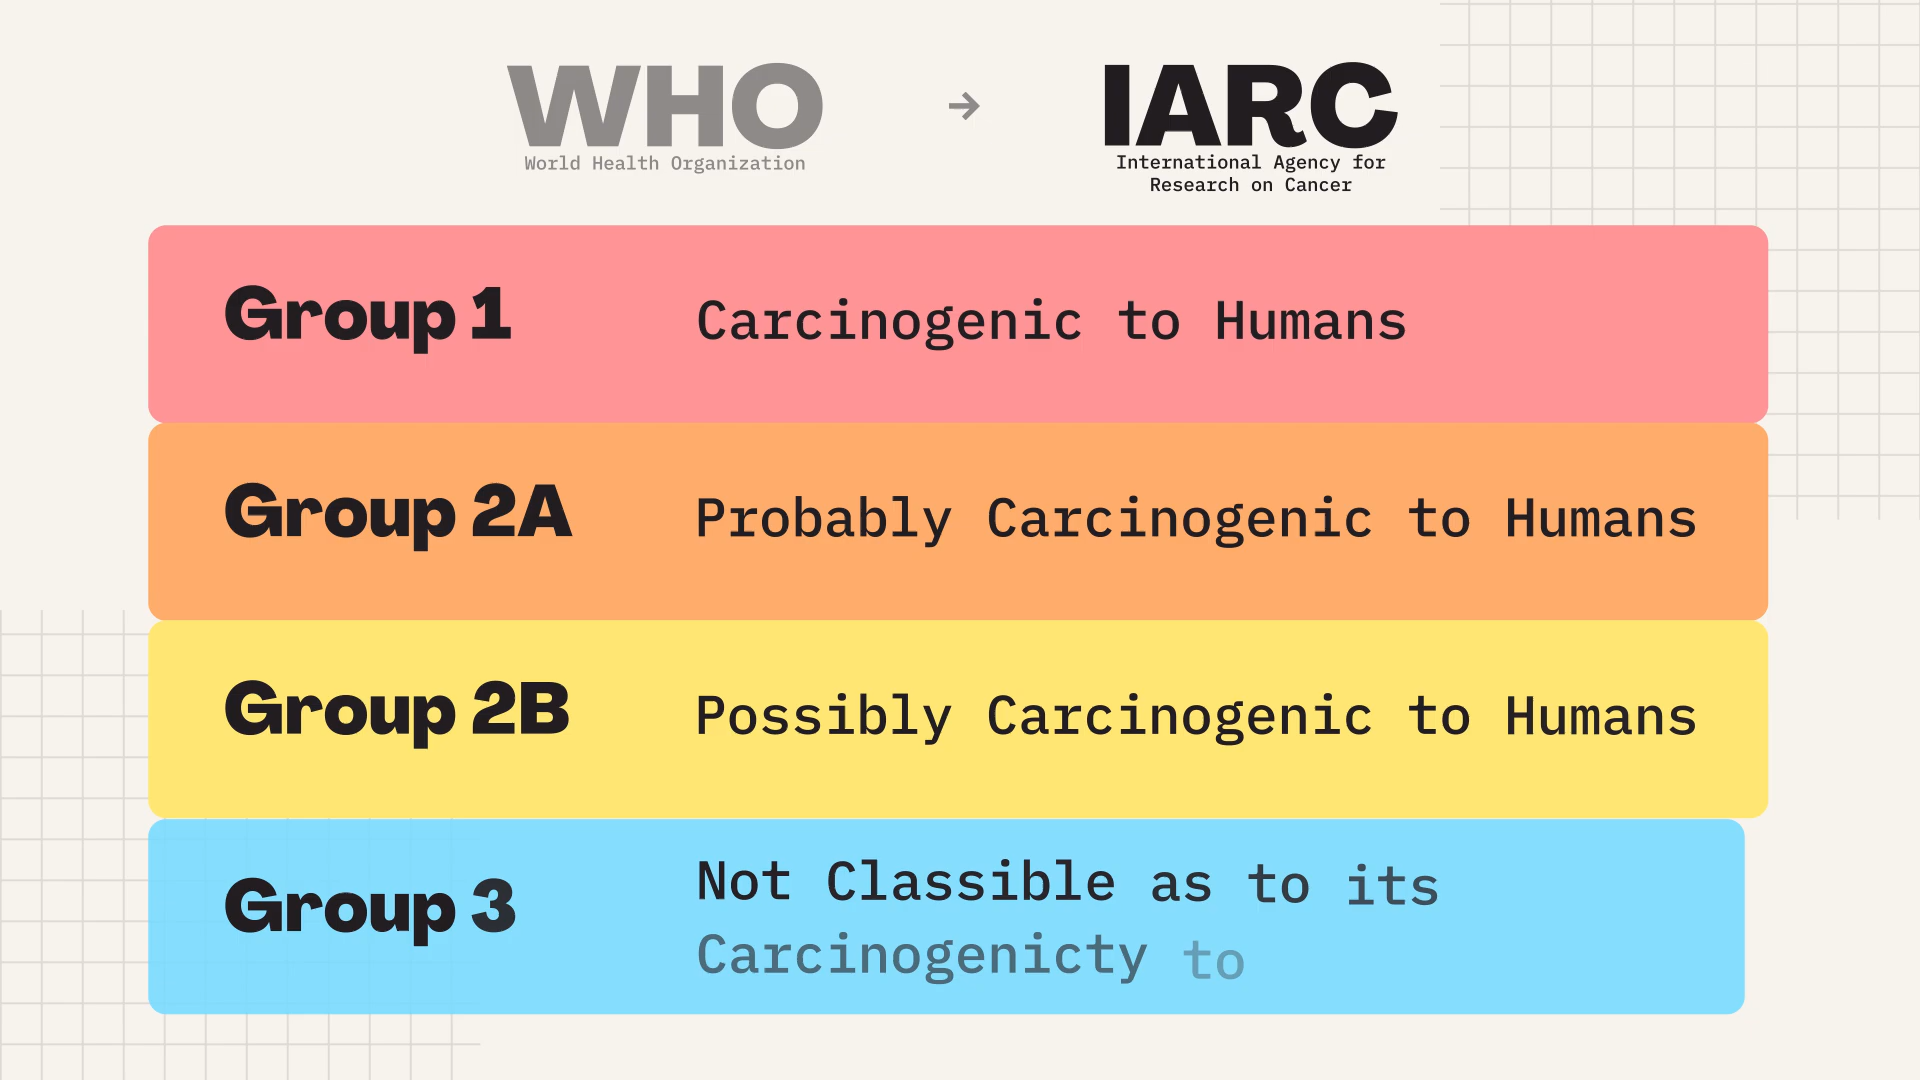 WHO
World Health Organization
→
IARC
International Agency for
Research on Cancer
Group 1
Carcinogenic to Humans
Group 2A
Probably Carcinogenic to Humans
Group 2B
Possibly Carcinogenic to Humans
Group 3
Not Classible as to its
Carcinogenicty to